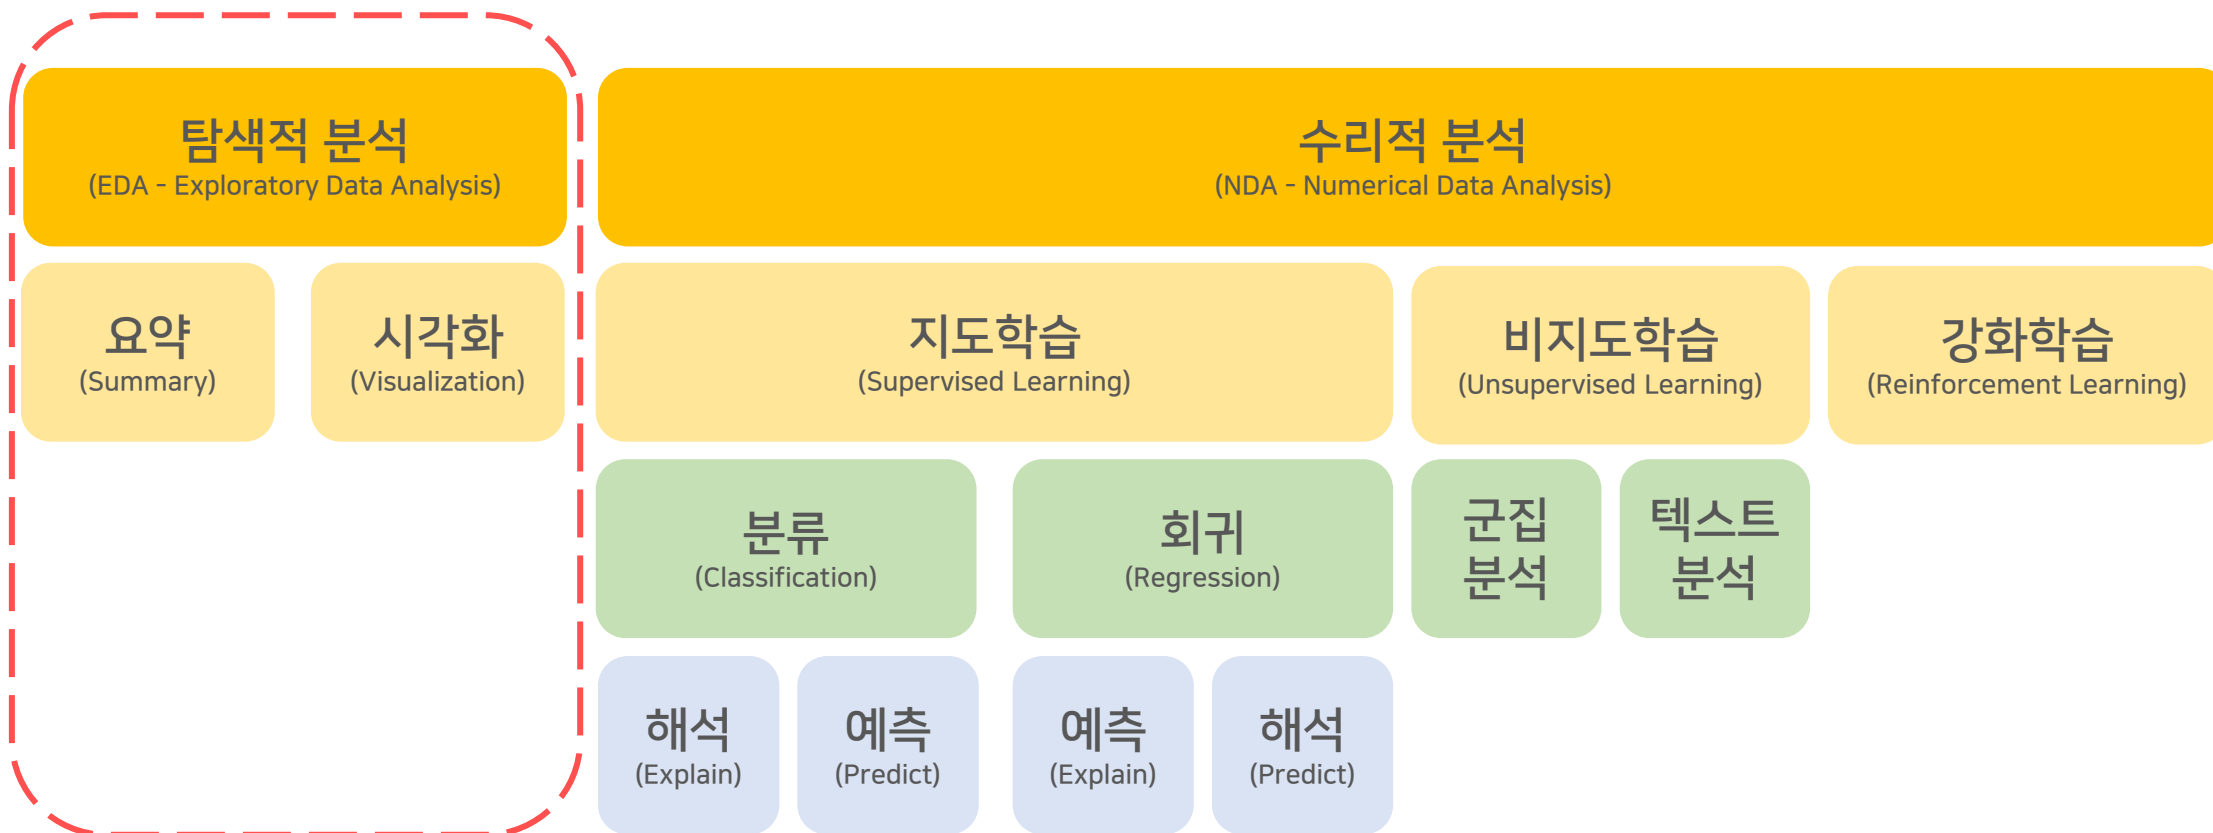 탐색적 분석
(EDA - Exploratory Data Analysis)
수리적 분석
(NDA - Numerical Data Analysis)
요약
(Summary)
시각화
(Visualization)
지도학습
(Supervised Learning)
비지도학습
(Unsupervised Learning)
강화학습
(Reinforcement Learning)
분류
(Classification)
회귀
(Regression)
군집
분석
텍스트
분석
해석
(Explain)
예측
(Predict)
예측
(Explain)
해석
(Predict)